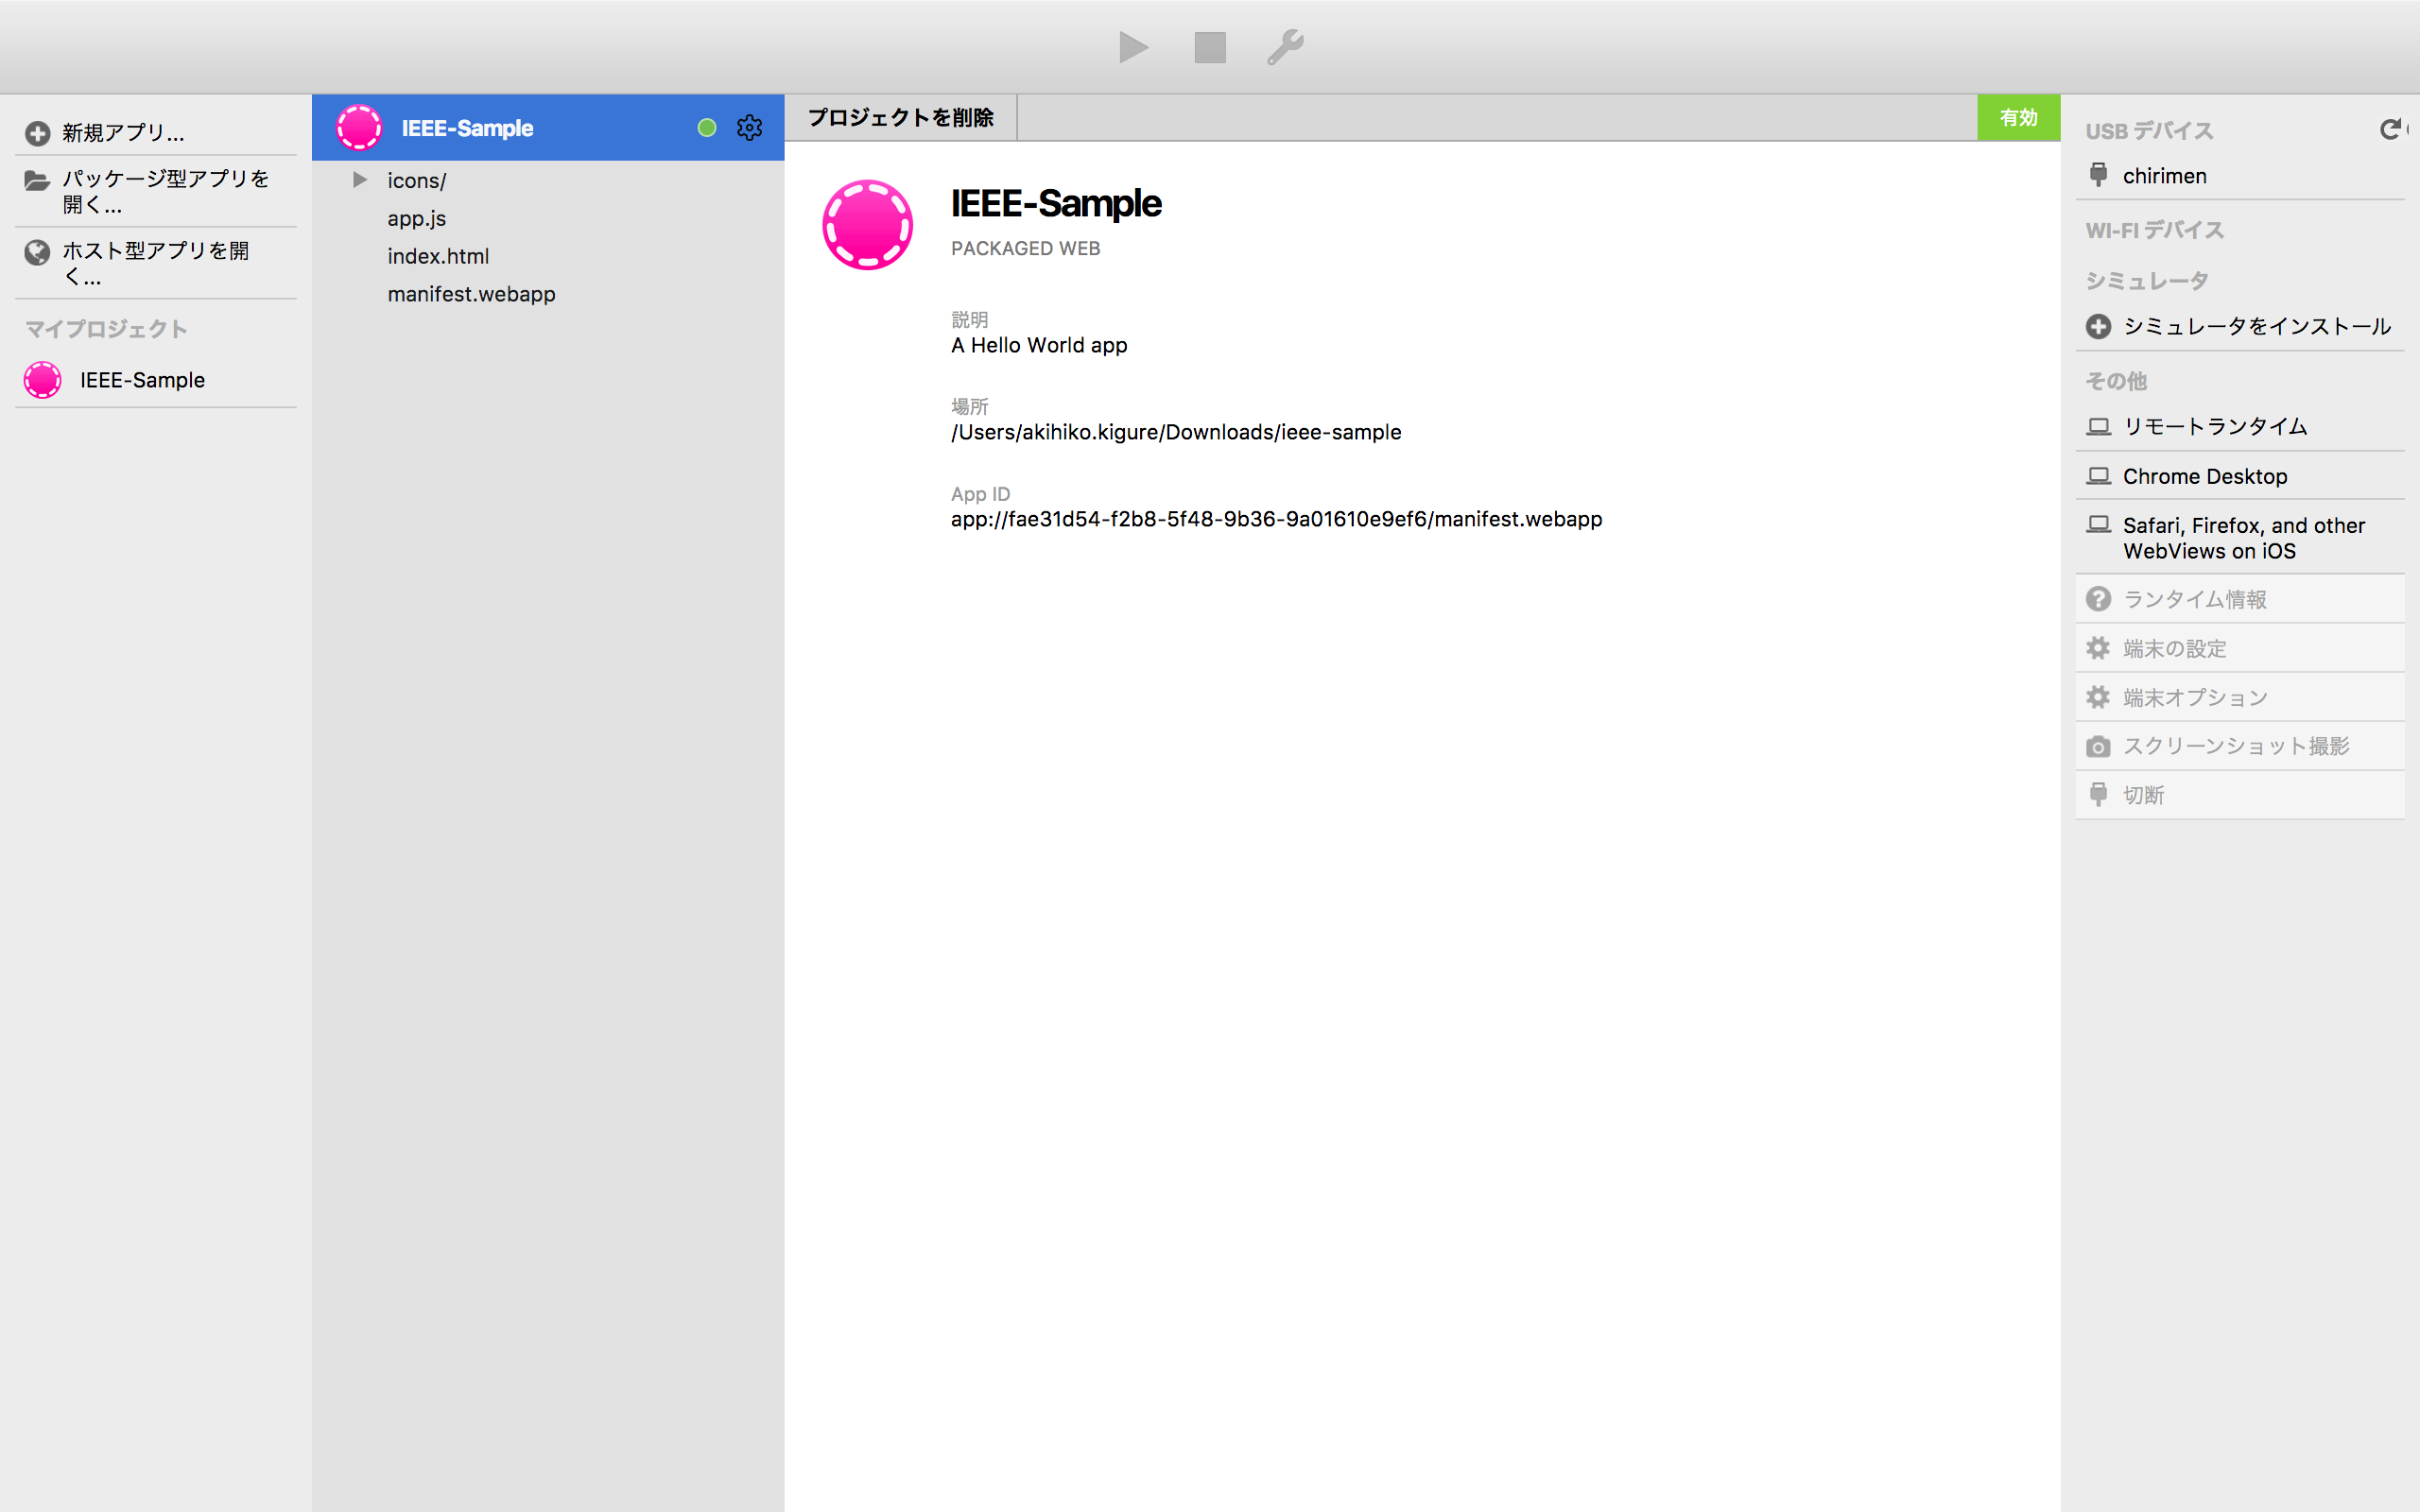 新規アプリ...
パッケージ型アプリを
開く...
ホスト型アプリを開
く...
マイプロジェクト
IEEE-Sample
IEEE-Sample
icons/
app.js
index.html
manifest.webapp
プロジェクトを削除
有効
IEEE-Sample
PACKAGED WEB
説明
A Hello World app
場所
/Users/akihiko.kigure/Downloads/ieee-sample
App ID
app://fae31d54-f2b8-5f48-9b36-9a01610e9ef6/manifest.webapp
USB デバイス
chirimen
WI-FI デバイス
シミュレータ
シミュレータをインストール
その他
リモートランタイム
Chrome Desktop
Safari, Firefox, and other
WebViews on iOS
ランタイム情報
端末の設定
端末オプション
スクリーンショット撮影
切断